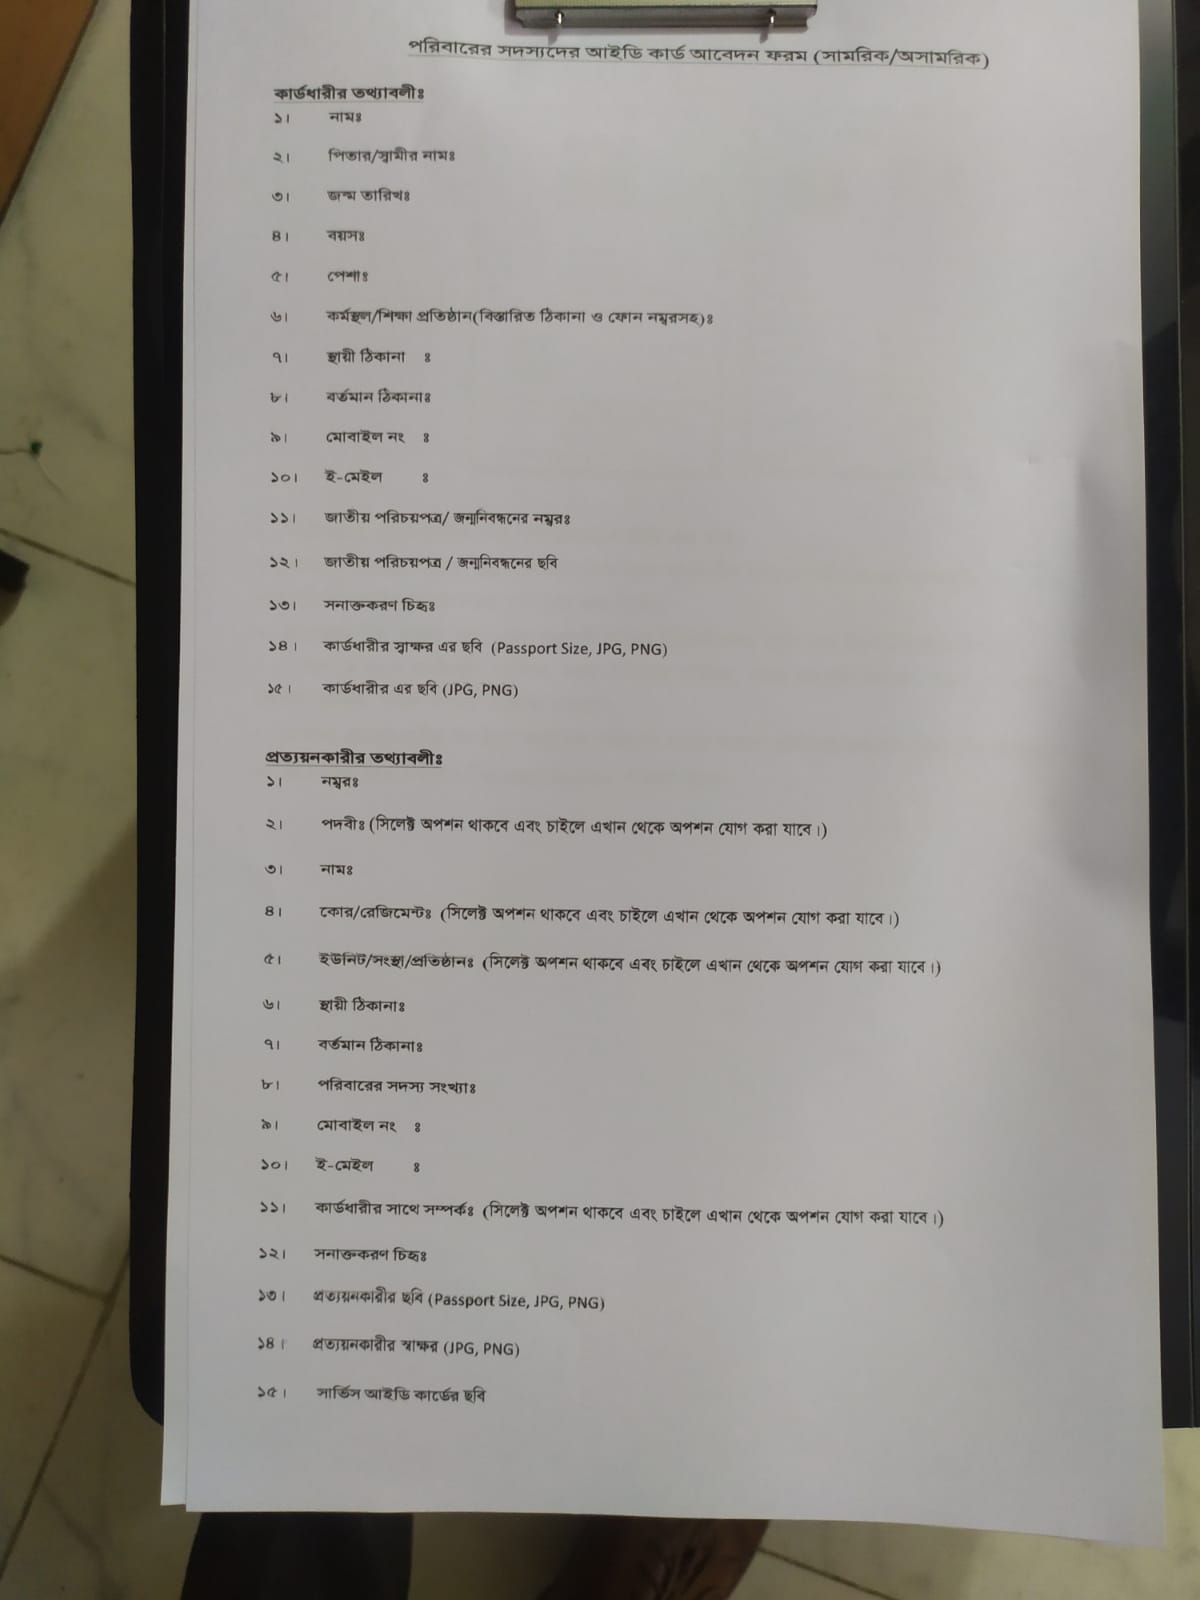 পরিবারের সদস্যদের আইডি কার্ড আবেদন ফরম (সামরিক/অসামরিক)
কার্ডধারীর তথ্যাবলীঃ
১। নামঃ
২। পিতার/স্বামীর নামঃ
৩। জন্ম তারিখঃ
৪। বয়সঃ
৫। পেশাঃ
৬। কর্মস্থল/শিক্ষা প্রতিষ্ঠান(বিস্তারিত ঠিকানা ও ফোন নম্বরসহ)ঃ
৭। স্থায়ী ঠিকানা ঃ
৮। বর্তমান ঠিকানাঃ
৯। মোবাইল নং ঃ
১০। ই-মেইল ঃ
১১। জাতীয় পরিচয়পত্র/ জন্মনিবন্ধনের নম্বরঃ
১২। জাতীয় পরিচয়পত্র / জন্মনিবন্ধনের ছবি
১৩। সনাক্তকরণ চিহ্নঃ
১৪। কার্ডধারীর স্বাক্ষর এর ছবি (Passport Size, JPG, PNG)
১৫। কার্ডধারীর এর ছবি (JPG, PNG)
প্রত্যয়নকারীর তথ্যাবলীঃ
১। নম্বরঃ
২। পদবীঃ (সিলেক্ট অপশন থাকবে এবং চাইলে এখান থেকে অপশন যোগ করা যাবে।)
৩। নামঃ
৪। কোর/রেজিমেন্টঃ (সিলেক্ট অপশন থাকবে এবং চাইলে এখান থেকে অপশন যোগ করা যাবে।)
৫। ইউনিট/সংস্থা/প্রতিষ্ঠানঃ (সিলেক্ট অপশন থাকবে এবং চাইলে এখান থেকে অপশন যোগ করা যাবে।)
৬। স্থায়ী ঠিকানাঃ
৭। বর্তমান ঠিকানাঃ
৮। পরিবারের সদস্য সংখ্যাঃ
৯। মোবাইল নং ঃ
১০। ই-মেইল ঃ
১১। কার্ডধারীর সাথে সম্পর্কঃ (সিলেক্ট অপশন থাকবে এবং চাইলে এখান থেকে অপশন যোগ করা যাবে।)
১২। সনাক্তকরণ চিহ্নঃ
১৩। প্রত্যয়নকারীর ছবি (Passport Size, JPG, PNG)
১৪। প্রত্যয়নকারীর স্বাক্ষর (JPG, PNG)
১৫। সার্ভিস আইডি কার্ডের ছবি